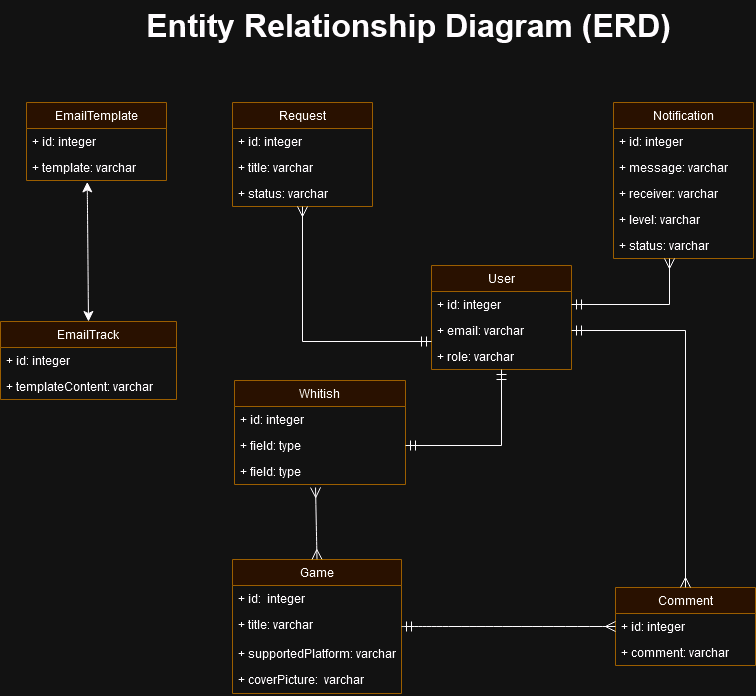 Entity Relationship Diagram (ERD)
EmailTemplate
+ id: integer
+ template: varchar
Request
+ id: integer
+ title: varchar
+ status: varchar
Notification
+ id: integer
+ message: varchar
+ receiver: varchar
+ level: varchar
+ status: varchar
User
+ id: integer
+ email: varchar
+ role: varchar
EmailTrack
+ id: integer
+ templateContent: varchar
Whitish
+ id: integer
+ field: type
+ field: type
Game
+ id: integer
+ title: varchar
+ supportedPlatform: varchar
+ coverPicture: varchar
Comment
+ id: integer
+ comment: varchar